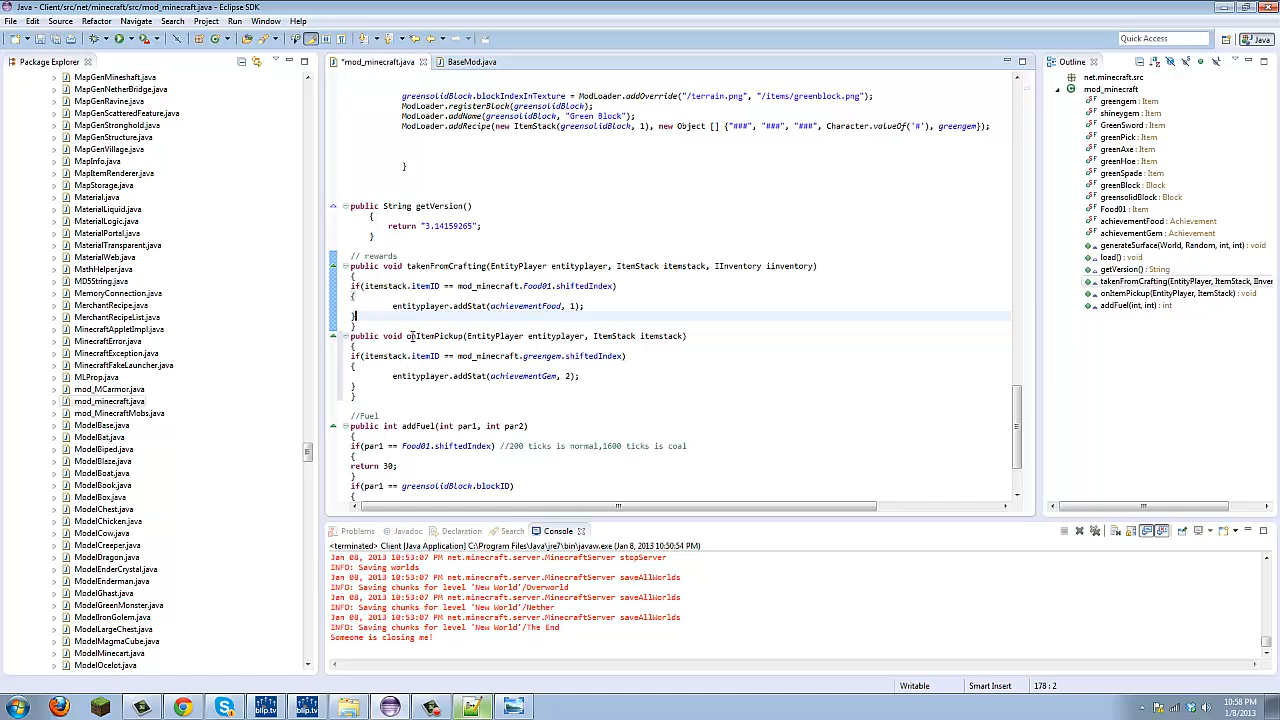 Java - Client/src/net/minecraft/src/mod_minecraft.java - Eclipse SDK
File Edit Source Refactor Navigate Search Project Run Window Help
Quick Access
Java
Package Explorer
*mod_minecraft.java
BaseMod.java
Outline
MapGenMineshaft.java
MapGenNetherBridge.java
MapGenRavine.java
MapGenScatteredFeature.java
MapGenStronghold.java
MapGenStructure.java
MapGenVillage.java
MapInfo.java
MapItemRenderer.java
MapStorage.java
Material.java
MaterialLiquid.java
MaterialLogic.java
MaterialPortal.java
MaterialTransparent.java
MaterialWeb.java
MathHelper.java
MD5String.java
MemoryConnection.java
MerchantRecipe.java
MerchantRecipeList.java
MinecraftAppletImpl.java
MinecraftError.java
MinecraftException.java
MinecraftFakeLauncher.java
MLProp.java
mod_MCarmor.java
mod_minecraft.java
mod_MinecraftMobs.java
ModelBase.java
ModelBat.java
ModelBiped.java
ModelBlaze.java
ModelBoat.java
ModelBook.java
ModelBox.java
ModelChest.java
ModelChicken.java
ModelCow.java
ModelCreeper.java
ModelDragon.java
ModelEnderCrystal.java
ModelEnderman.java
ModelGhast.java
ModelGreenMonster.java
ModelIronGolem.java
ModelLargeChest.java
ModelMagmaCube.java
ModelMinecart.java
ModelOcelot.java
greensolidBlock.blockIndexInTexture = ModLoader.addOverride("/terrain.png", "/items/greenblock.png");
ModLoader.registerBlock(greensolidBlock);
ModLoader.addName(greensolidBlock, "Green Block");
ModLoader.addRecipe(new ItemStack(greensolidBlock, 1), new Object [] {"###", "###", "###", Character.valueOf('#'), greengem});
}
public String getVersion()
{
return "3.14159265";
}
// rewards
public void takenFromCrafting(EntityPlayer entityplayer, ItemStack itemstack, IInventory iinventory)
{
if(itemstack.itemID == mod_minecraft.Food01.shiftedIndex)
{
entityplayer.addStat(achievementFood, 1);
}
}
public void onItemPickup(EntityPlayer entityplayer, ItemStack itemstack)
{
if(itemstack.itemID == mod_minecraft.greengem.shiftedIndex)
{
entityplayer.addStat(achievementGem, 2);
}
}
//Fuel
public int addFuel(int par1, int par2)
{
if(par1 == Food01.shiftedIndex) //200 ticks is normal,1600 ticks is coal
{
return 30;
}
if(par1 == greensolidBlock.blockID)
{
net.minecraft.src
mod_minecraft
greengem : Item
shineygem : Item
GreenSword : Item
greenPick : Item
greenAxe : Item
greenHoe : Item
greenSpade : Item
greenBlock : Block
greensolidBlock : Block
Food01 : Item
achievementFood : Achievement
achievementGem : Achievement
generateSurface(World, Random, int, int) : void
load() : void
getVersion() : String
takenFromCrafting(EntityPlayer, ItemStack, IInver
onItemPickup(EntityPlayer, ItemStack) : void
addFuel(int, int) : int
Problems Javadoc Declaration Search Console
<terminated> Client [Java Application] C:\Program Files\Java\jre7\bin\javaw.exe (Jan 8, 2013 10:50:54 PM)
Jan 08, 2013 10:53:07 PM net.minecraft.server.MinecraftServer stopServer
INFO: Saving worlds
Jan 08, 2013 10:53:07 PM net.minecraft.server.MinecraftServer saveAllWorlds
INFO: Saving chunks for level 'New World'/Overworld
Jan 08, 2013 10:53:07 PM net.minecraft.server.MinecraftServer saveAllWorlds
INFO: Saving chunks for level 'New World'/Nether
Jan 08, 2013 10:53:07 PM net.minecraft.server.MinecraftServer saveAllWorlds
INFO: Saving chunks for level 'New World'/The End
Someone is closing me!
Writable Smart Insert 178 : 2
blip.tv blip.tv
10:58 PM
1/8/2013